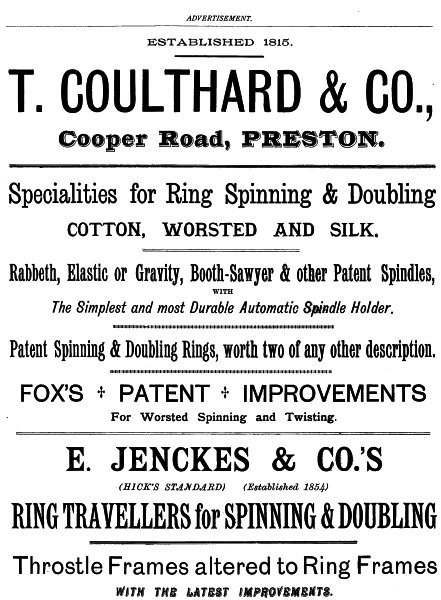 ADVERTISEMENT.
ESTABLISHED 1815.
T. COULTHARD & CO.,
Cooper Road, PRESTON.
Specialities for Ring Spinning & Doubling
COTTON, WORSTED AND SILK.
Rabbeth, Elastic or Gravity, Booth-Sawyer & other Patent Spindles,
WITH
The Simplest and most Durable Automatic Spindle Holder.
Patent Spinning & Doubling Rings, worth two of any other description.
FOX'S ✢ PATENT ✢ IMPROVEMENTS
For Worsted Spinning and Twisting.
E. JENCKES & CO.'S
(HICK'S STANDARD) (Established 1854)
RING TRAVELLERS for SPINNING & DOUBLING
Throstle Frames altered to Ring Frames
WITH THE LATEST IMPROVEMENTS.